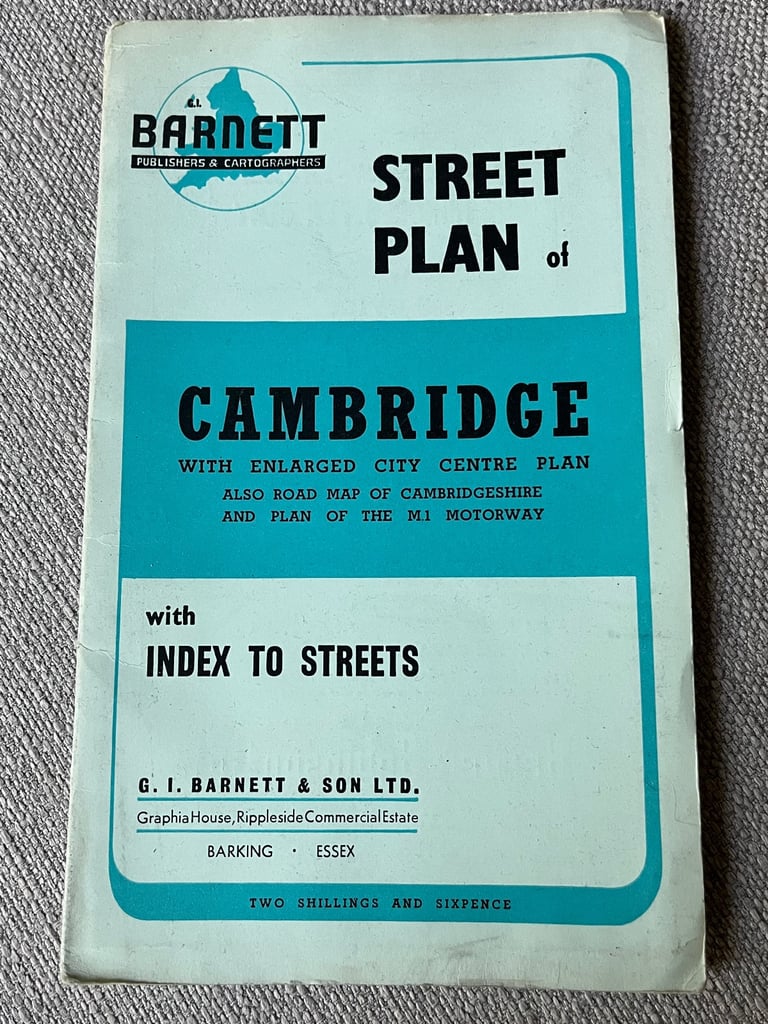 G.I.
BARNETT
PUBLISHERS & CARTOGRAPHERS
STREET
PLAN of
CAMBRIDGE
WITH ENLARGED CITY CENTRE PLAN
ALSO ROAD MAP OF CAMBRIDGESHIRE
AND PLAN OF THE M.1 MOTORWAY
with
INDEX TO STREETS
G. I. BARNETT & SON LTD.
Graphia House, Rippleside Commercial Estate
BARKING · ESSEX
TWO SHILLINGS AND SIXPENCE